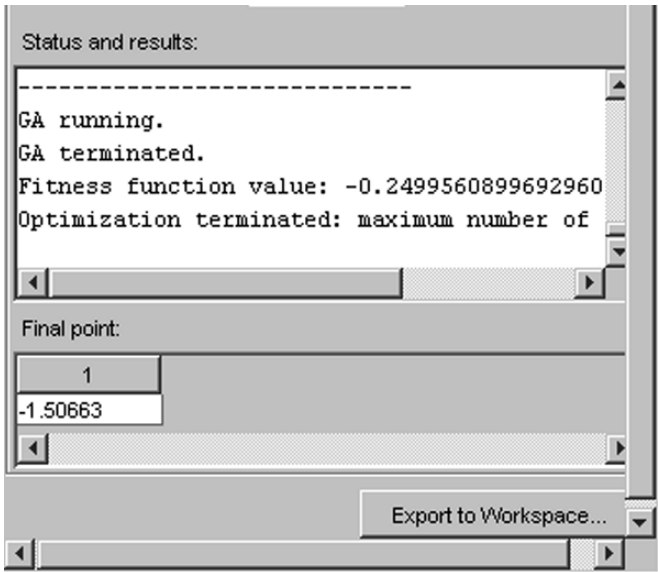 Status and results:
------------------------------
GA running.
GA terminated.
Fitness function value: -0.2499560899692960
Optimization terminated: maximum number of
Final point:
1
-1.50663
Export to Workspace...